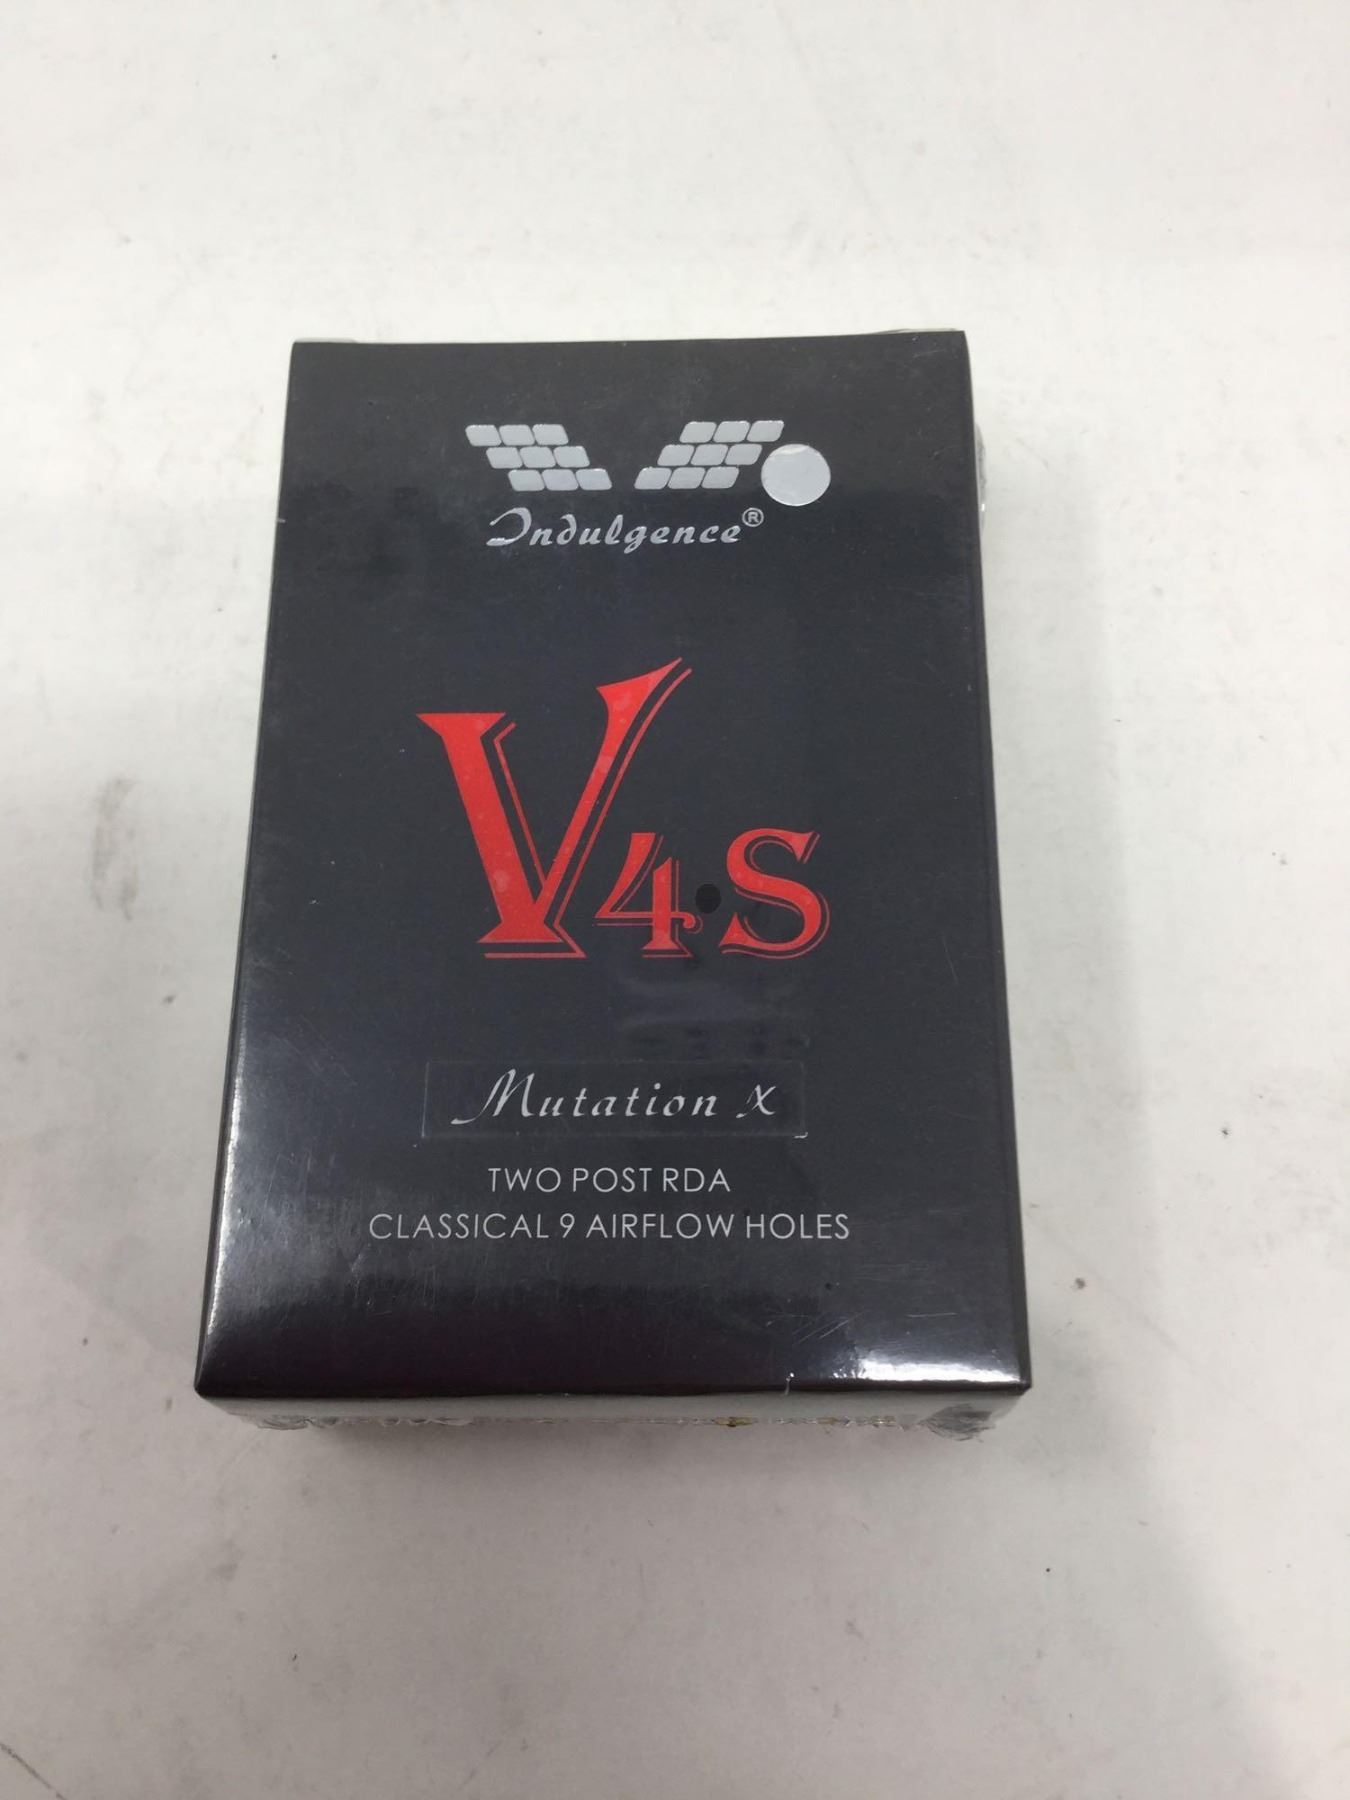 Indulgence®
V4S
Mutation X
TWO POST RDA
CLASSICAL 9 AIRFLOW HOLES